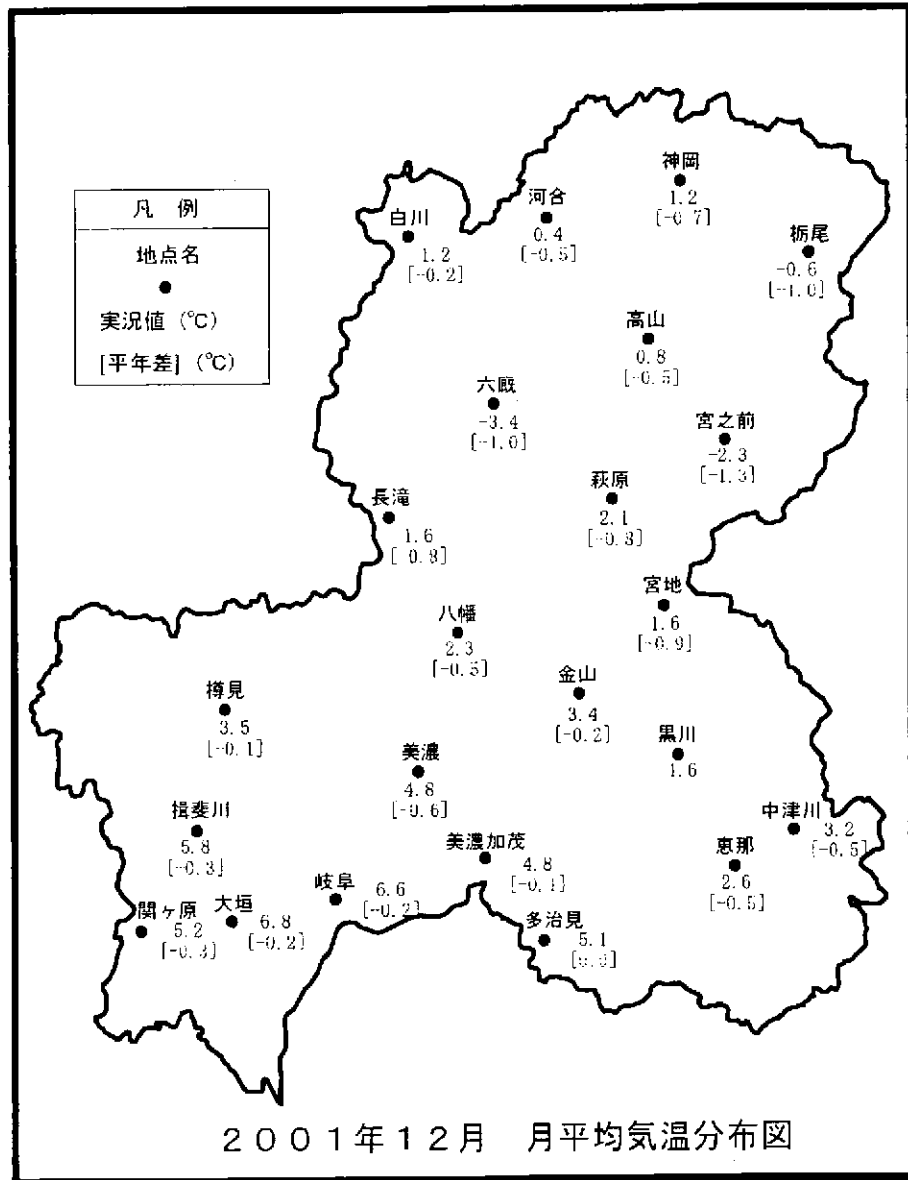 凡 例
地点名
実況値 (℃)
[平年差] (℃)
神岡
1.2
[-0.7]
河合
0.4
[-0.5]
白川
1.2
[-0.2]
栃尾
-0.6
[-1.0]
高山
0.8
[-0.5]
六厩
-3.4
[-1.0]
宮之前
-2.3
[-1.3]
萩原
2.1
長滝
1.6
宮地
1.6
[-0.9]
八幡
2.3
[-0.5]
金山
3.4
[-0.2]
樽見
3.5
[-0.1]
黒川
1.6
美濃
4.8
[-0.6]
揖斐川
5.8
[-0.3]
中津川
3.2
[-0.5]
恵那
2.6
[-0.5]
美濃加茂
4.8
[-0.1]
岐阜
6.6
[-0.2]
大垣
6.8
[-0.2]
関ヶ原
5.2
[-0.3]
多治見
5.1
[0.0]
2001年12月 月平均気温分布図